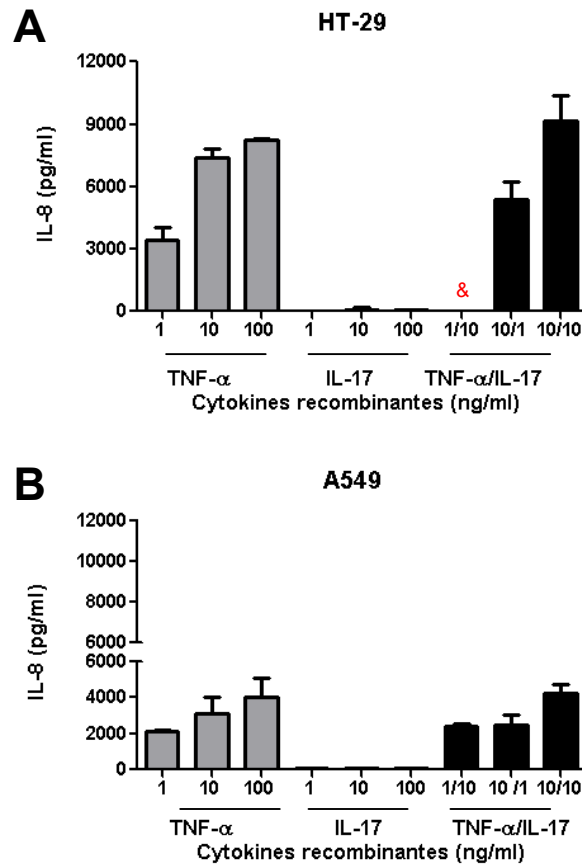 A
HT-29
IL-8 (pg/ml)
12000
9000
6000
3000
0
&
1 10 100 1 10 100 1/10 10/1 10/10
TNF-α IL-17 TNF-α/IL-17
Cytokines recombinantes (ng/ml)
B
A549
IL-8 (pg/ml)
12000
10000
8000
6000
6000
4000
2000
0
1 10 100 1 10 100 1/10 10 /1 10/10
TNF-α IL-17 TNF-α/IL-17
Cytokines recombinantes (ng/ml)